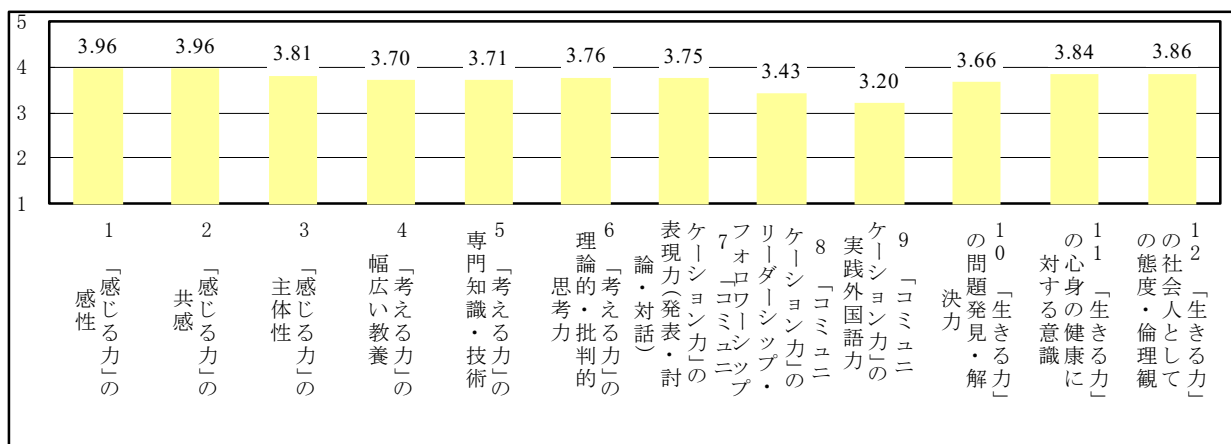 5
4
3
2
1
3.96
3.96
3.81
3.70
3.71
3.76
3.75
3.43
3.20
3.66
3.84
3.86
1 「感じる力」の
感性
2 「感じる力」の
共感
3 「感じる力」の
主体性
4 「考える力」の
幅広い教養
5 「考える力」の
専門知識・技術
6 「考える力」の
理論的・批判的
思考力
7 「コミュニ
ケーション力」の
表現力(発表・討
論・対話)
8 「コミュニ
ケーション力」の
リーダーシップ・
フォロワーシップ
9 「コミュニ
ケーション力」の
実践外国語力
10 「生きる力」
の問題発見・解
決力
11 「生きる力」
の心身の健康に
対する意識
12 「生きる力」
の社会人として
の態度・倫理観